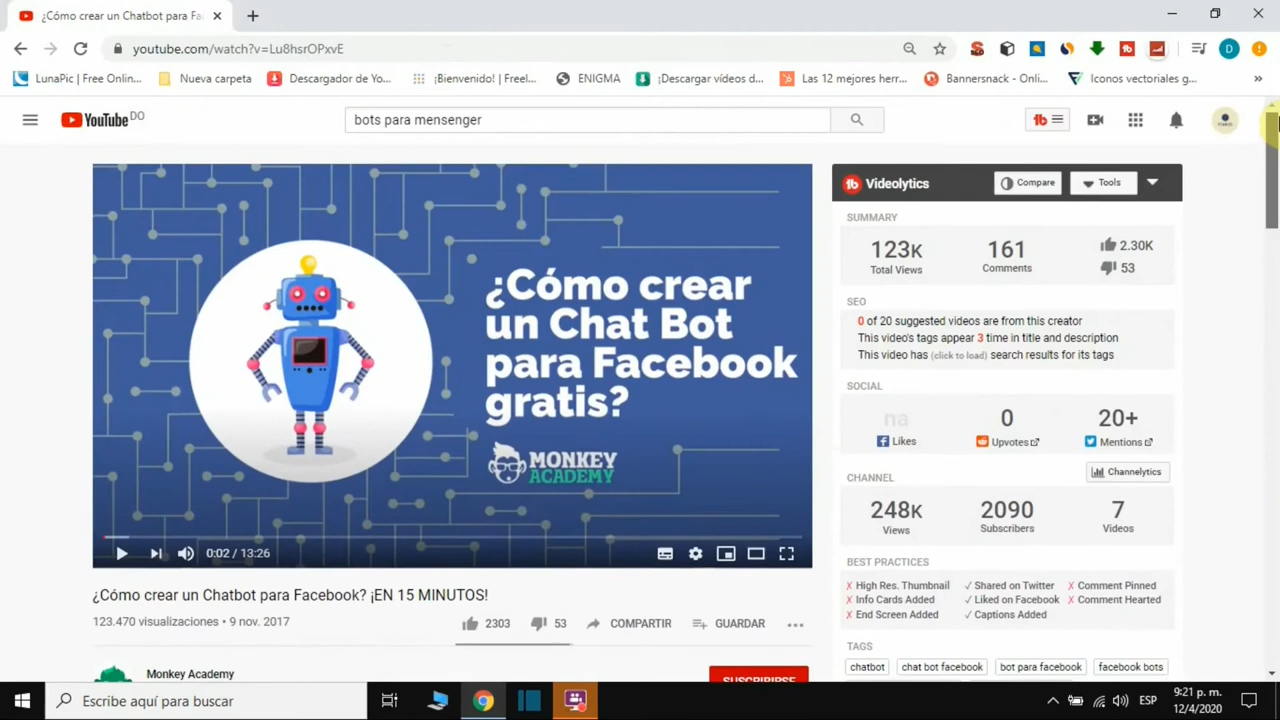 ¿Cómo crear un Chatbot para Fa
youtube.com/watch?v=Lu8hsrOPxvE
D
LunaPic | Free Onlin...
Nueva carpeta
Descargador de Yo...
¡Bienvenido! | Freel...
ENIGMA
¡Descargar vídeos d...
Las 12 mejores herr...
Bannersnack - Onli...
Iconos vectoriales g...
»
YouTube DO
bots para mensenger
¿Cómo crear
un Chat Bot
para Facebook
gratis?
MONKEY
ACADEMY
0:02 / 13:26
¿Cómo crear un Chatbot para Facebook? ¡EN 15 MINUTOS!
123.470 visualizaciones • 9 nov. 2017
2303
53
COMPARTIR
GUARDAR
Monkey Academy
SUSCRIBIRSE
Videolytics
Compare
Tools
SUMMARY
123K
Total Views
161
Comments
2.30K
53
SEO
0 of 20 suggested videos are from this creator
This video's tags appear 3 time in title and description
This video has (click to load) search results for its tags
SOCIAL
na
Likes
0
Upvotes
20+
Mentions
CHANNEL
Channelytics
248K
Views
2090
Subscribers
7
Videos
BEST PRACTICES
X High Res. Thumbnail
✓ Shared on Twitter
X Comment Pinned
X Info Cards Added
✓ Liked on Facebook
X Comment Hearted
X End Screen Added
✓ Captions Added
TAGS
chatbot
chat bot facebook
bot para facebook
facebook bots
Escribe aquí para buscar
ESP
9:21 p. m.
12/4/2020